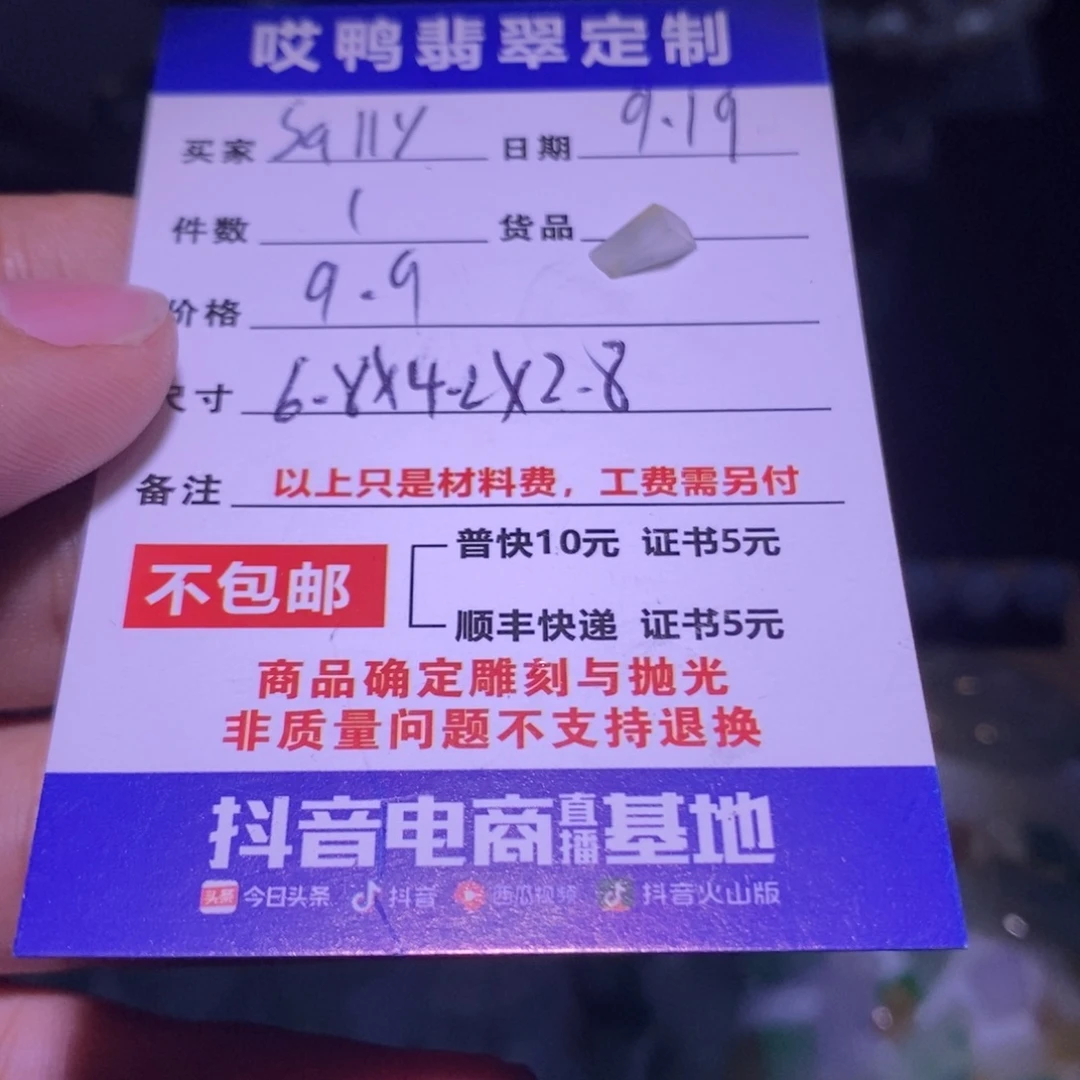 哎鸭翡翠定制
买家 Sally 日期 9.19
件数 1 货品
价格 9.9
尺寸 6.8X4.2X2.8
备注 以上只是材料费，工费需另付
不包邮
普快10元 证书5元
顺丰快递 证书5元
商品确定雕刻与抛光
非质量问题不支持退换
抖音电商直播基地
头条 今日头条 抖音 西瓜视频 抖音火山版